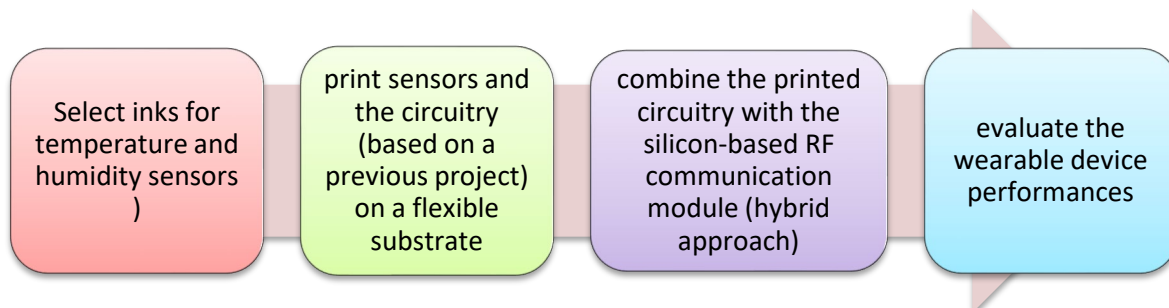 Select inks for
temperature and
humidity sensors
)
print sensors and
the circuitry
(based on a
previous project)
on a flexible
substrate
combine the printed
circuitry with the
silicon-based RF
communication
module (hybrid
approach)
evaluate the
wearable device
performances